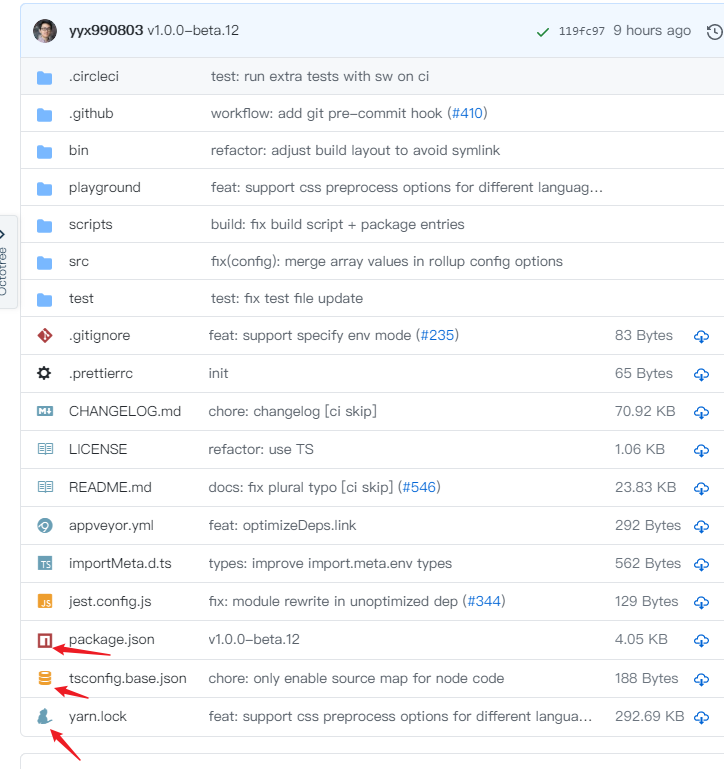 yyx990803 v1.0.0-beta.12 119fc97 9 hours ago
.circleci test: run extra tests with sw on ci
.github workflow: add git pre-commit hook (#410)
bin refactor: adjust build layout to avoid symlink
playground feat: support css preprocess options for different languag...
scripts build: fix build script + package entries
Octotree
src fix(config): merge array values in rollup config options
test test: fix test file update
.gitignore feat: support specify env mode (#235) 83 Bytes
.prettierrc init 65 Bytes
M↓ CHANGELOG.md chore: changelog [ci skip] 70.92 KB
LICENSE refactor: use TS 1.06 KB
README.md docs: fix plural typo [ci skip] (#546) 23.83 KB
appveyor.yml feat: optimizeDeps.link 292 Bytes
TS importMeta.d.ts types: improve import.meta.env types 562 Bytes
JS jest.config.js fix: module rewrite in unoptimized dep (#344) 129 Bytes
package.json v1.0.0-beta.12 4.05 KB
tsconfig.base.json chore: only enable source map for node code 188 Bytes
yarn.lock feat: support css preprocess options for different langua... 292.69 KB